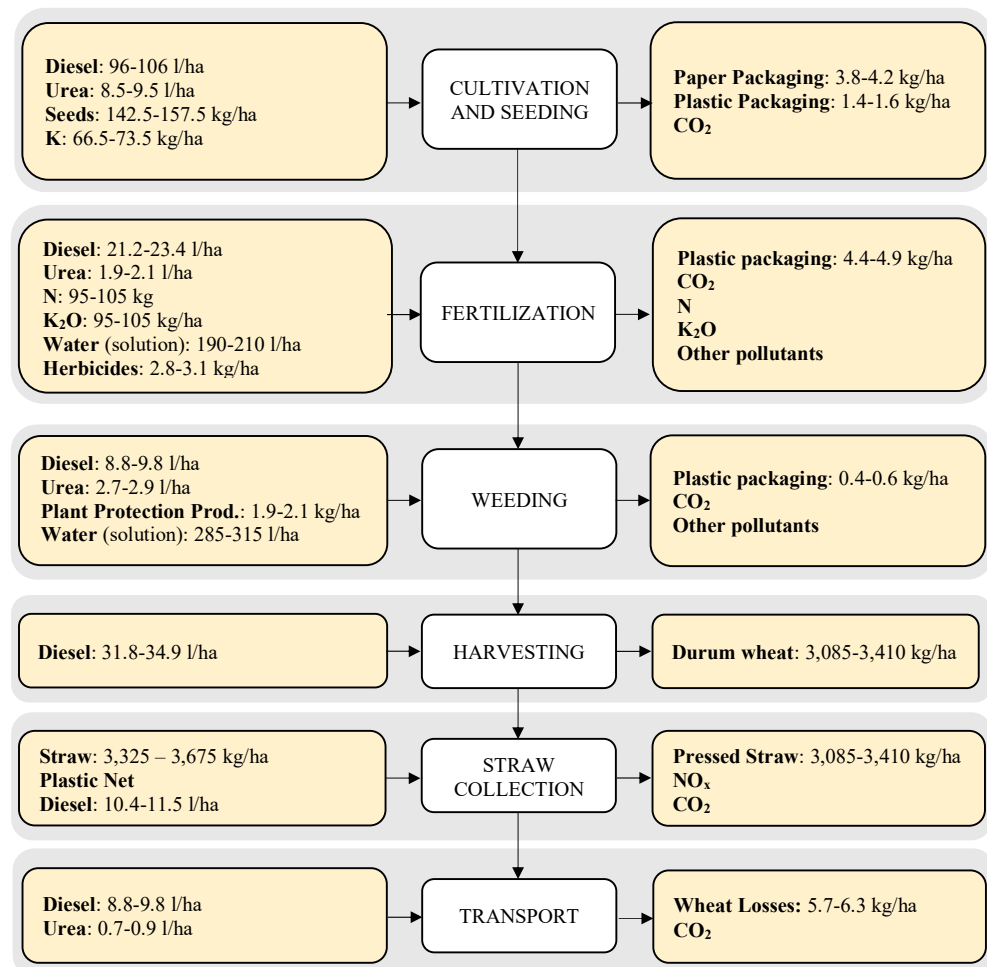 Diesel: 96-106 l/ha
Urea: 8.5-9.5 l/ha
Seeds: 142.5-157.5 kg/ha
K: 66.5-73.5 kg/ha
CULTIVATION
AND SEEDING
Paper Packaging: 3.8-4.2 kg/ha
Plastic Packaging: 1.4-1.6 kg/ha
CO₂
Diesel: 21.2-23.4 l/ha
Urea: 1.9-2.1 l/ha
N: 95-105 kg
K₂O: 95-105 kg/ha
Water (solution): 190-210 l/ha
Herbicides: 2.8-3.1 kg/ha
FERTILIZATION
Plastic packaging: 4.4-4.9 kg/ha
CO₂
N
K₂O
Other pollutants
Diesel: 8.8-9.8 l/ha
Urea: 2.7-2.9 l/ha
Plant Protection Prod.: 1.9-2.1 kg/ha
Water (solution): 285-315 l/ha
WEEDING
Plastic packaging: 0.4-0.6 kg/ha
CO₂
Other pollutants
Diesel: 31.8-34.9 l/ha
HARVESTING
Durum wheat: 3,085-3,410 kg/ha
Straw: 3,325 – 3,675 kg/ha
Plastic Net
Diesel: 10.4-11.5 l/ha
STRAW
COLLECTION
Pressed Straw: 3,085-3,410 kg/ha
NOₓ
CO₂
Diesel: 8.8-9.8 l/ha
Urea: 0.7-0.9 l/ha
TRANSPORT
Wheat Losses: 5.7-6.3 kg/ha
CO₂